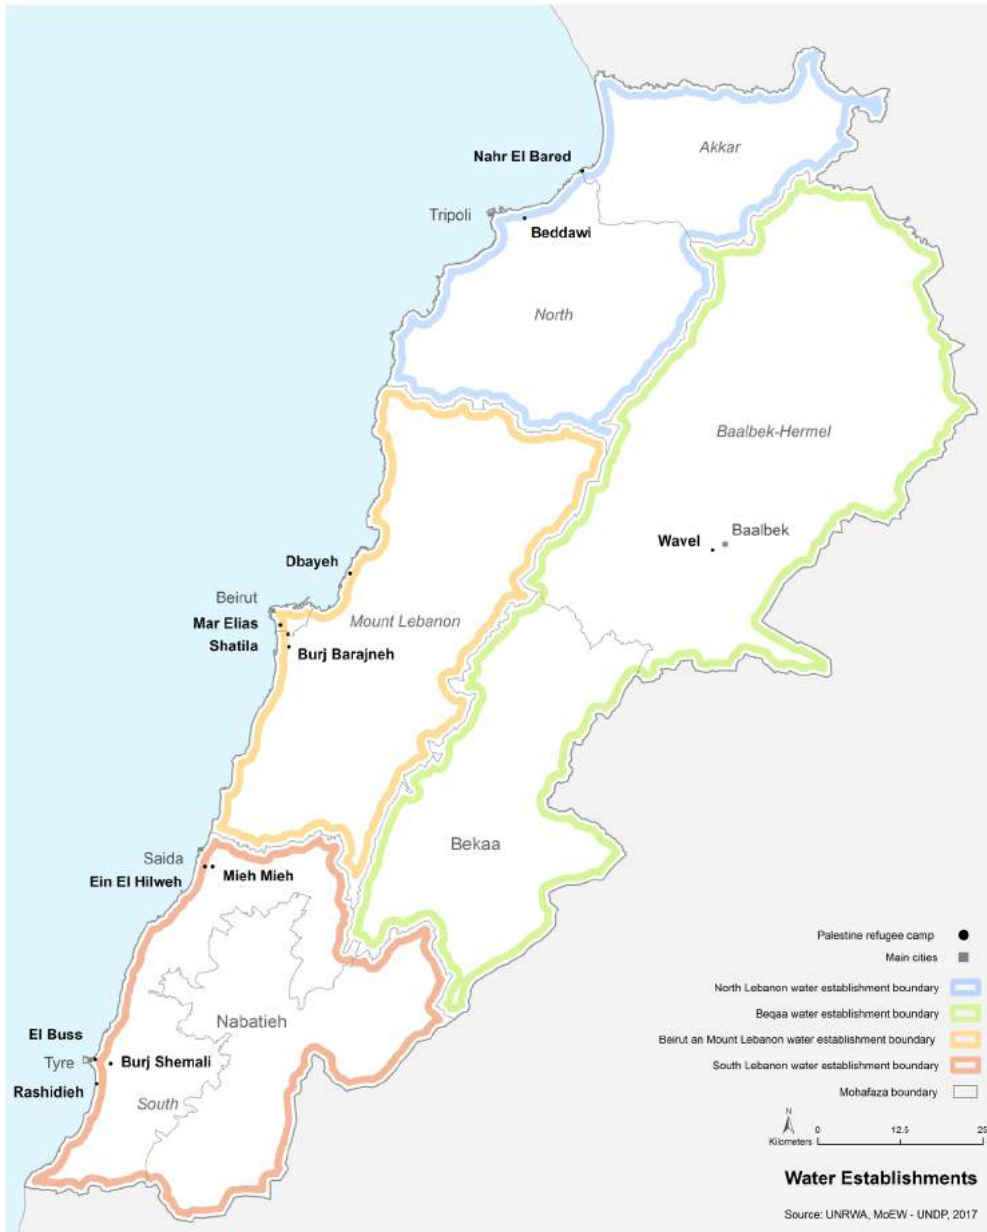 Akkar
Nahr El Bared
Tripoli
Beddawi
North
Baalbek-Hermel
Baalbek
Wavel
Dbayeh
Beirut
Mar Elias
Mount Lebanon
Shatila
Burj Barajneh
Bekaa
Saida
Ein El Hilweh
Mieh Mieh
Nabatieh
El Buss
Tyre
Burj Shemali
Rashidieh
South
Palestine refugee camp
Main cities
North Lebanon water establishment boundary
Beqaa water establishment boundary
Beirut an Mount Lebanon water establishment boundary
South Lebanon water establishment boundary
Mohafaza boundary
N
Kilometers
0 12.5 25
Water Establishments
Source: UNRWA, MoEW - UNDP, 2017